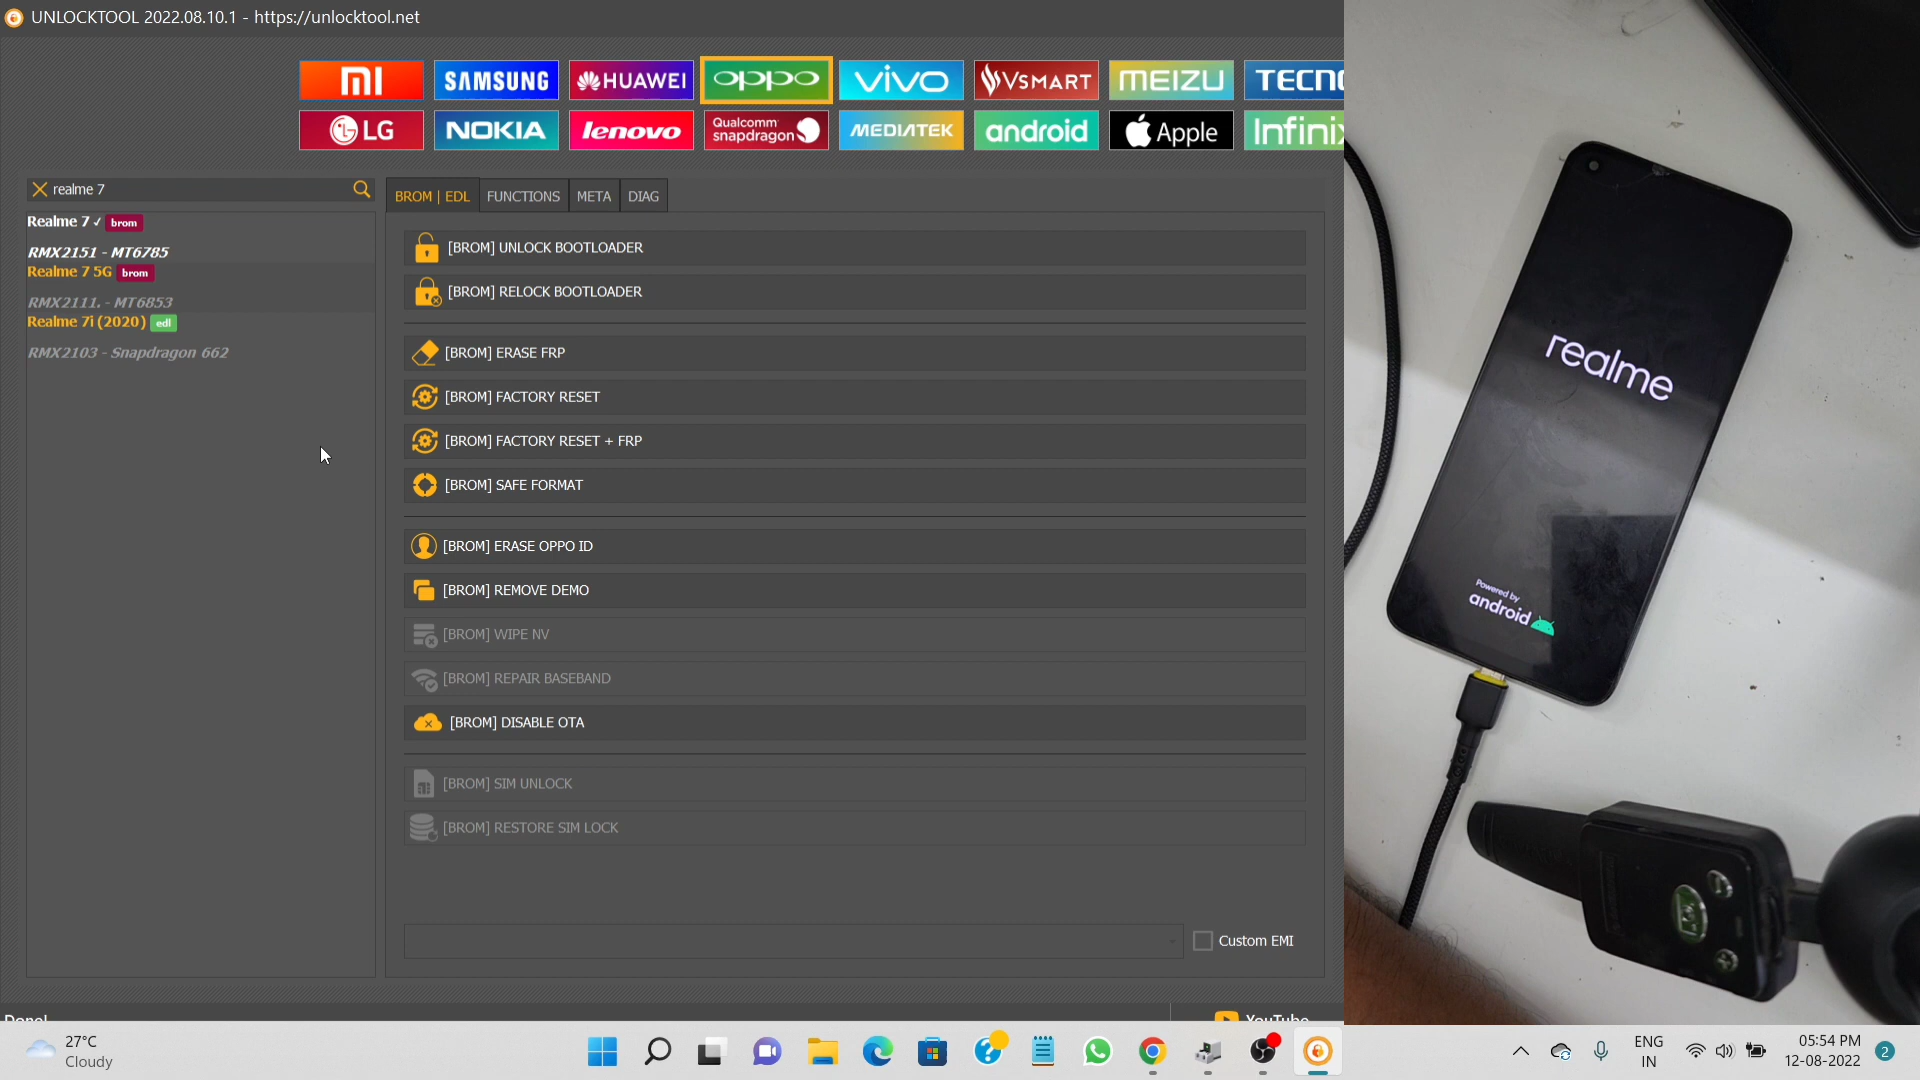 UNLOCKTOOL 2022.08.10.1 - https://unlocktool.net
mi SAMSUNG HUAWEI oppo vivo VSMART MEIZU TECNO
LG NOKIA lenovo Qualcomm snapdragon MEDIATEK android Apple Infinix
realme 7
Realme 7 ✓ brom
RMX2151 - MT6785
Realme 7 5G brom
RMX2111. - MT6853
Realme 7i (2020) edl
RMX2103 - Snapdragon 662
BROM | EDL FUNCTIONS META DIAG
[BROM] UNLOCK BOOTLOADER
[BROM] RELOCK BOOTLOADER
[BROM] ERASE FRP
[BROM] FACTORY RESET
[BROM] FACTORY RESET + FRP
[BROM] SAFE FORMAT
[BROM] ERASE OPPO ID
[BROM] REMOVE DEMO
[BROM] WIPE NV
[BROM] REPAIR BASEBAND
[BROM] DISABLE OTA
[BROM] SIM UNLOCK
[BROM] RESTORE SIM LOCK
Custom EMI
Done!
YouTube
realme
Powered by
android
27°C
Cloudy
ENG
IN
05:54 PM
12-08-2022
2